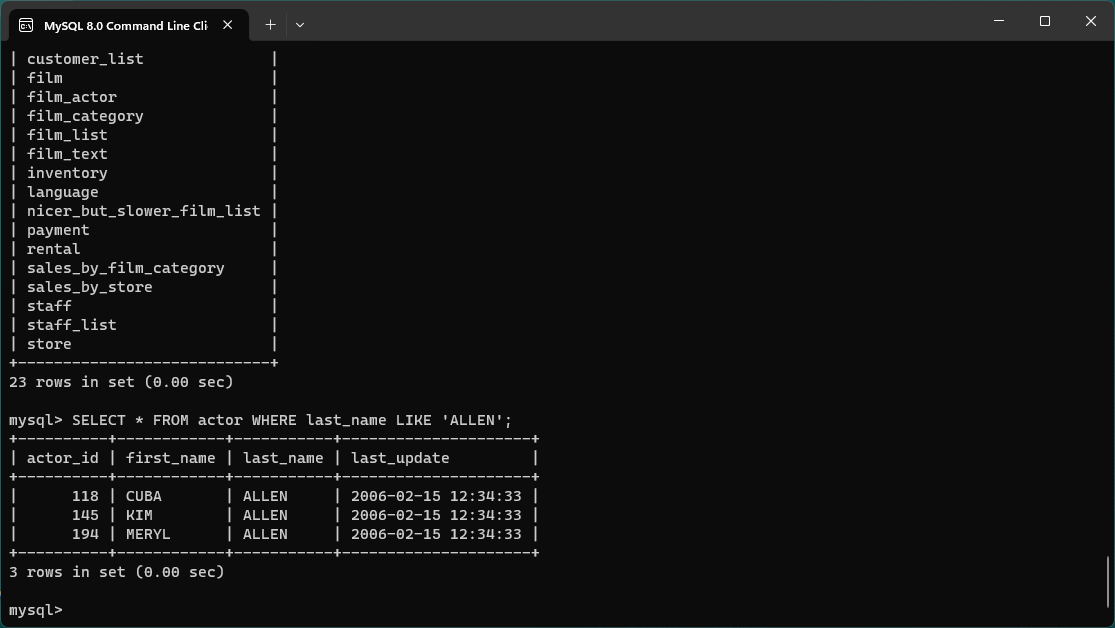 MySQL 8.0 Command Line Cli
| customer_list              |
| film                       |
| film_actor                 |
| film_category              |
| film_list                  |
| film_text                  |
| inventory                  |
| language                   |
| nicer_but_slower_film_list |
| payment                    |
| rental                     |
| sales_by_film_category     |
| sales_by_store             |
| staff                      |
| staff_list                 |
| store                      |
+----------------------------+
23 rows in set (0.00 sec)
mysql> SELECT * FROM actor WHERE last_name LIKE 'ALLEN';
+----------+------------+-----------+---------------------+
| actor_id | first_name | last_name | last_update         |
+----------+------------+-----------+---------------------+
|      118 | CUBA       | ALLEN     | 2006-02-15 12:34:33 |
|      145 | KIM        | ALLEN     | 2006-02-15 12:34:33 |
|      194 | MERYL      | ALLEN     | 2006-02-15 12:34:33 |
+----------+------------+-----------+---------------------+
3 rows in set (0.00 sec)
mysql>